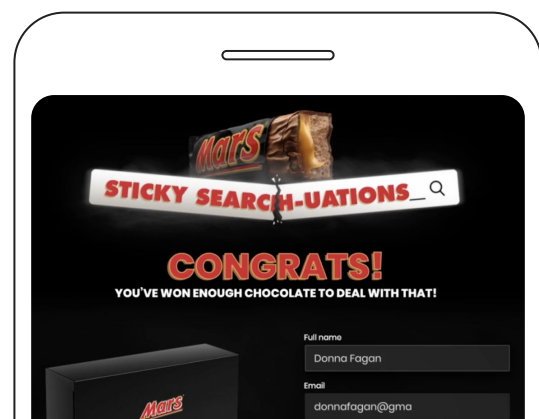 Mars
STICKY SEARCH-UATIONS_
CONGRATS!
YOU'VE WON ENOUGH CHOCOLATE TO DEAL WITH THAT!
Full name
Donna Fagan
Email
donnafagan@gma
Mars